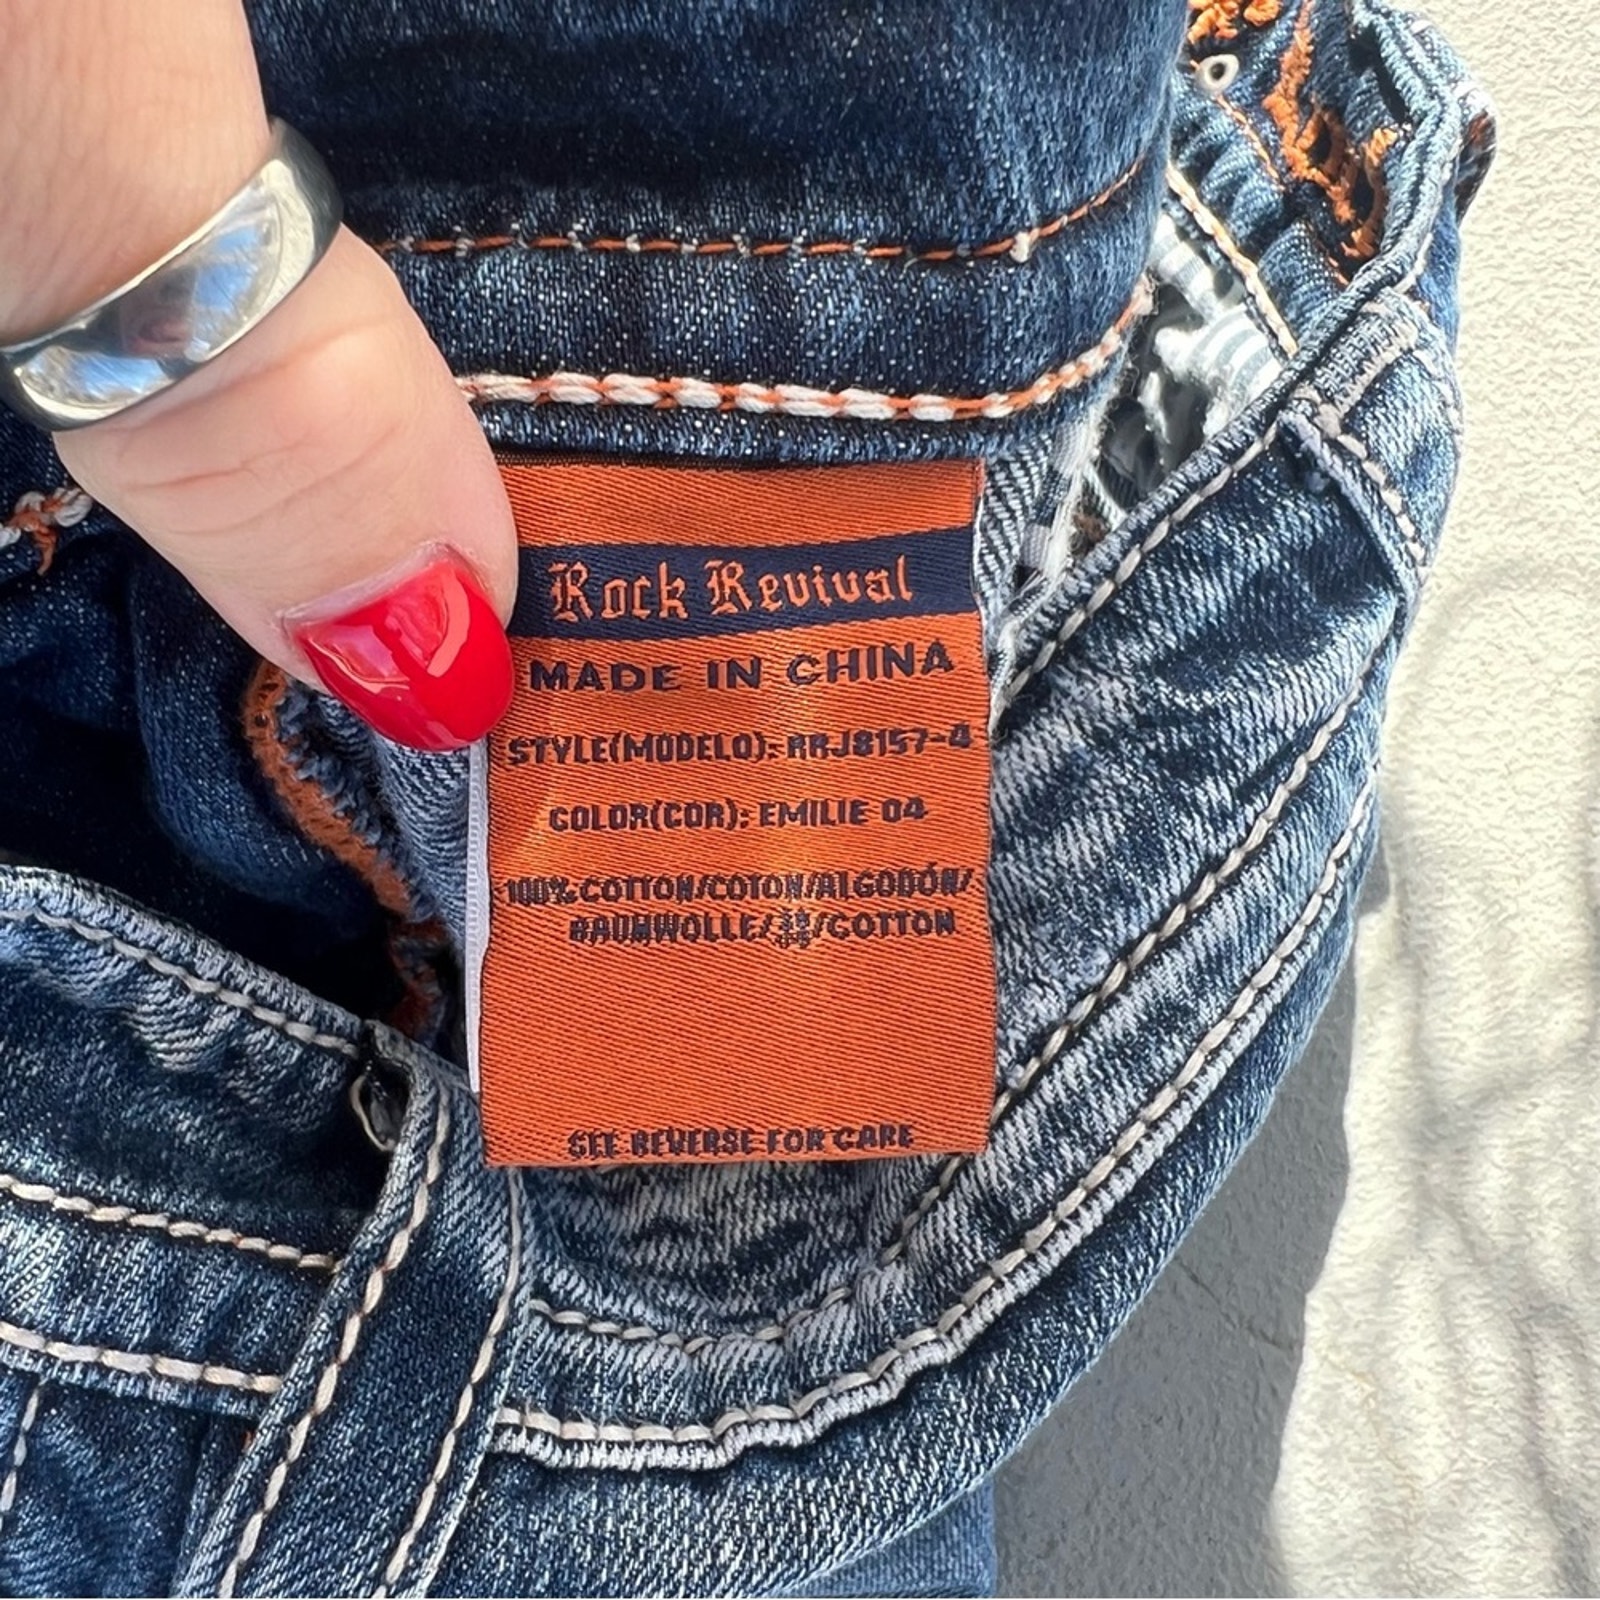 Rock Revival
MADE IN CHINA
STYLE(MODELO): RRJ8157-4
COLOR(COR): EMILIE 04
100% COTTON/COTON/ALGODÓN/
BAUMWOLLE/棉/COTTON
SEE REVERSE FOR CARE